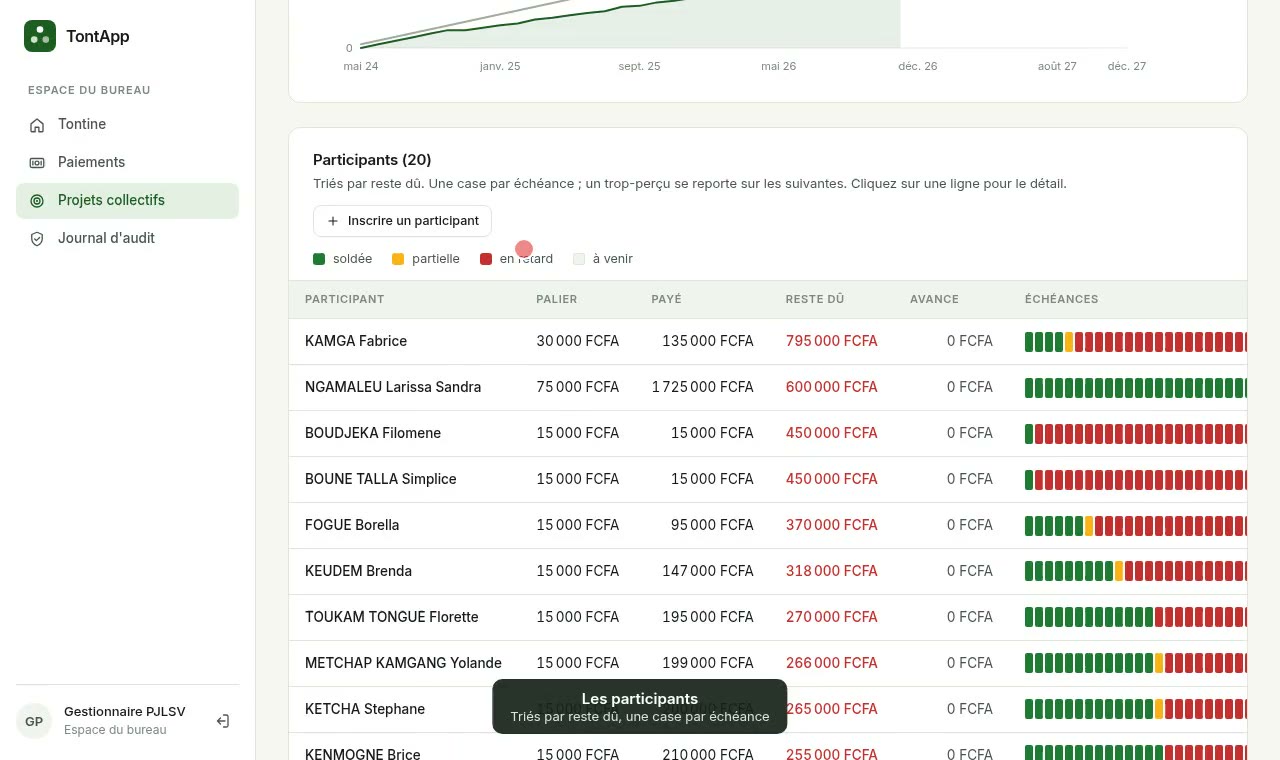 TontApp
ESPACE DU BUREAU
Tontine
Paiements
Projets collectifs
Journal d'audit
GP
Gestionnaire PJLSV
Espace du bureau
0
mai 24 janv. 25 sept. 25 mai 26 déc. 26 août 27 déc. 27
Participants (20)
Triés par reste dû. Une case par échéance ; un trop-perçu se reporte sur les suivantes. Cliquez sur une ligne pour le détail.
+ Inscrire un participant
soldée partielle en retard à venir
PARTICIPANT PALIER PAYÉ RESTE DÛ AVANCE ÉCHÉANCES
KAMGA Fabrice 30 000 FCFA 135 000 FCFA 795 000 FCFA 0 FCFA
NGAMALEU Larissa Sandra 75 000 FCFA 1 725 000 FCFA 600 000 FCFA 0 FCFA
BOUDJEKA Filomene 15 000 FCFA 15 000 FCFA 450 000 FCFA 0 FCFA
BOUNE TALLA Simplice 15 000 FCFA 15 000 FCFA 450 000 FCFA 0 FCFA
FOGUE Borella 15 000 FCFA 95 000 FCFA 370 000 FCFA 0 FCFA
KEUDEM Brenda 15 000 FCFA 147 000 FCFA 318 000 FCFA 0 FCFA
TOUKAM TONGUE Florette 15 000 FCFA 195 000 FCFA 270 000 FCFA 0 FCFA
METCHAP KAMGANG Yolande 15 000 FCFA 199 000 FCFA 266 000 FCFA 0 FCFA
KETCHA Stephane 265 000 FCFA 0 FCFA
KENMOGNE Brice 15 000 FCFA 210 000 FCFA 255 000 FCFA 0 FCFA
Les participants
Triés par reste dû, une case par échéance